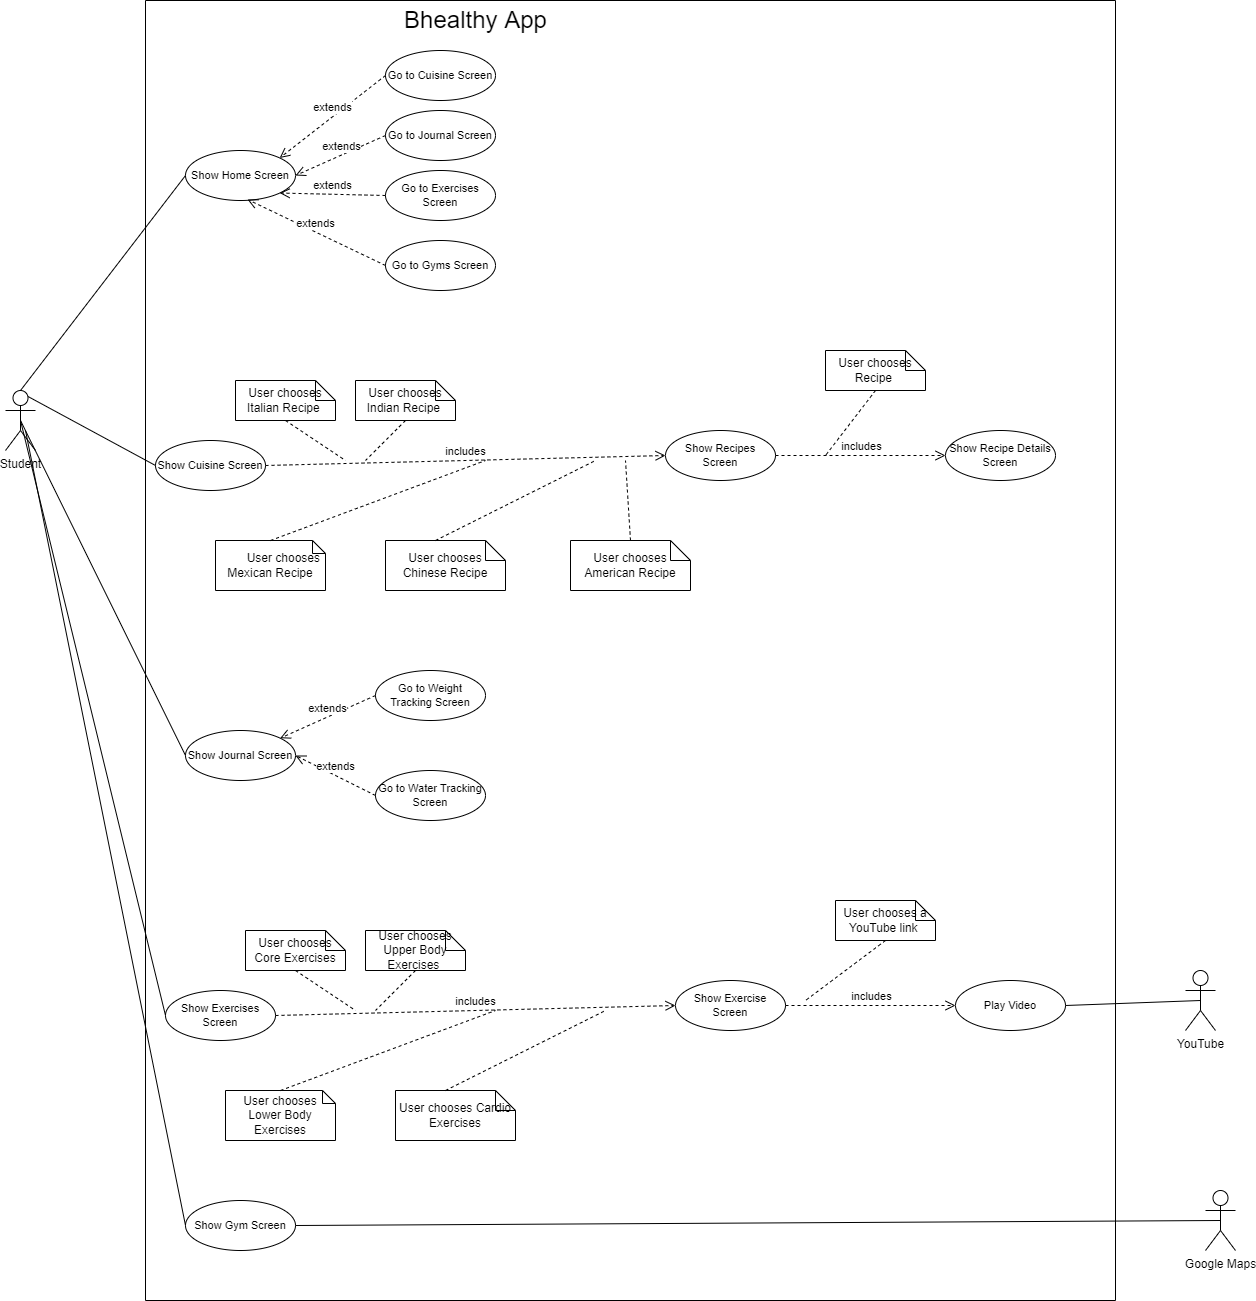 Bhealthy App
Go to Cuisine Screen
extends
Go to Journal Screen
extends
Show Home Screen
extends
Go to Exercises
Screen
extends
Go to Gyms Screen
User chooses
Recipe
User chooses
Italian Recipe
User chooses
Indian Recipe
Student
Show Cuisine Screen
includes
Show Recipes
Screen
includes
Show Recipe Details
Screen
User chooses
Mexican Recipe
User chooses
Chinese Recipe
User chooses
American Recipe
Go to Weight
Tracking Screen
extends
Show Journal Screen
extends
Go to Water Tracking
Screen
User chooses a
YouTube link
User chooses
Core Exercises
User chooses
Upper Body
Exercises
Show Exercises
Screen
includes
Show Exercise
Screen
includes
Play Video
YouTube
User chooses
Lower Body
Exercises
User chooses Cardio
Exercises
Show Gym Screen
Google Maps